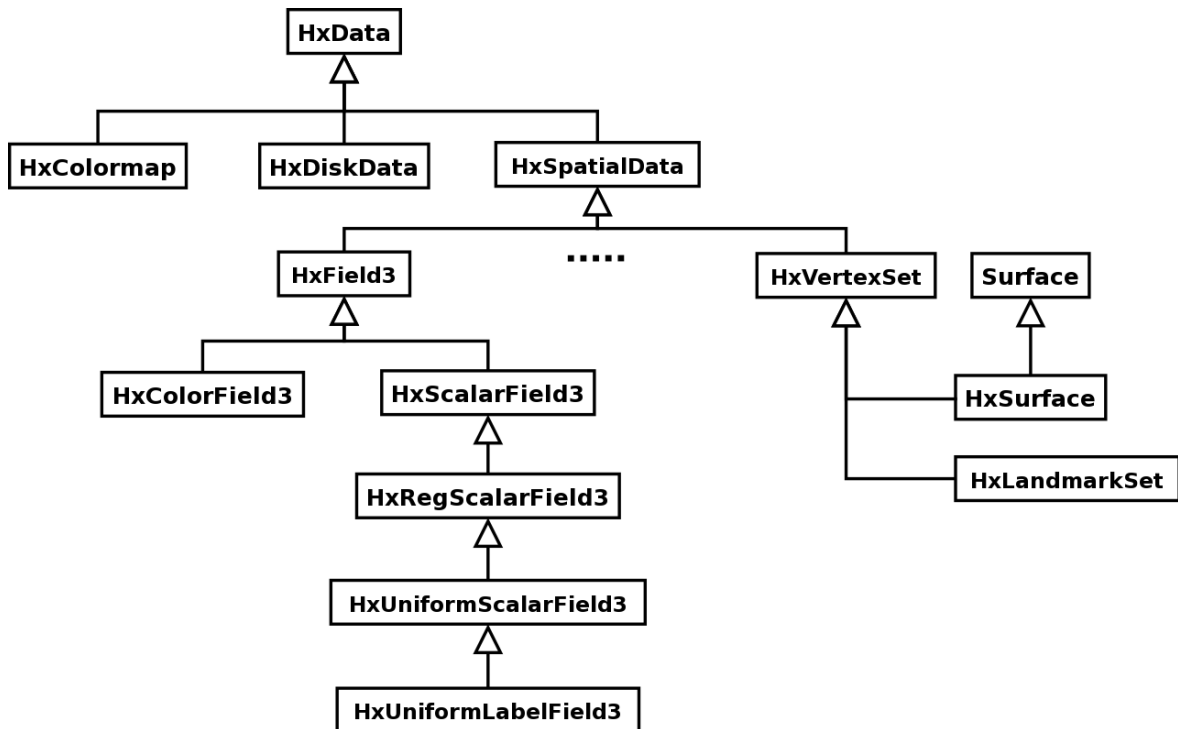 HxData
HxColormap
HxDiskData
HxSpatialData
.....
HxField3
HxVertexSet
Surface
HxColorField3
HxScalarField3
HxSurface
HxRegScalarField3
HxLandmarkSet
HxUniformScalarField3
HxUniformLabelField3